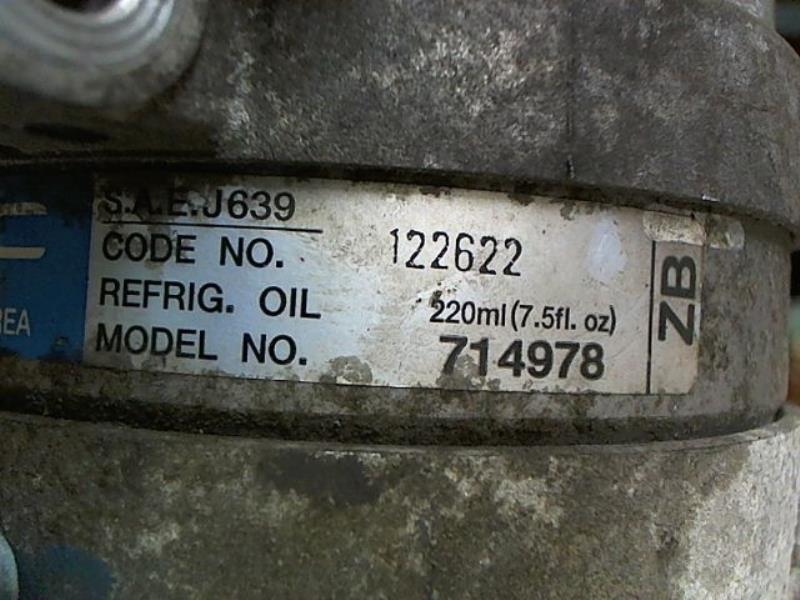 S.A.E.J639
CODE NO. 122622
REFRIG. OIL 220ml (7.5fl. oz)
MODEL NO. 714978
ZB